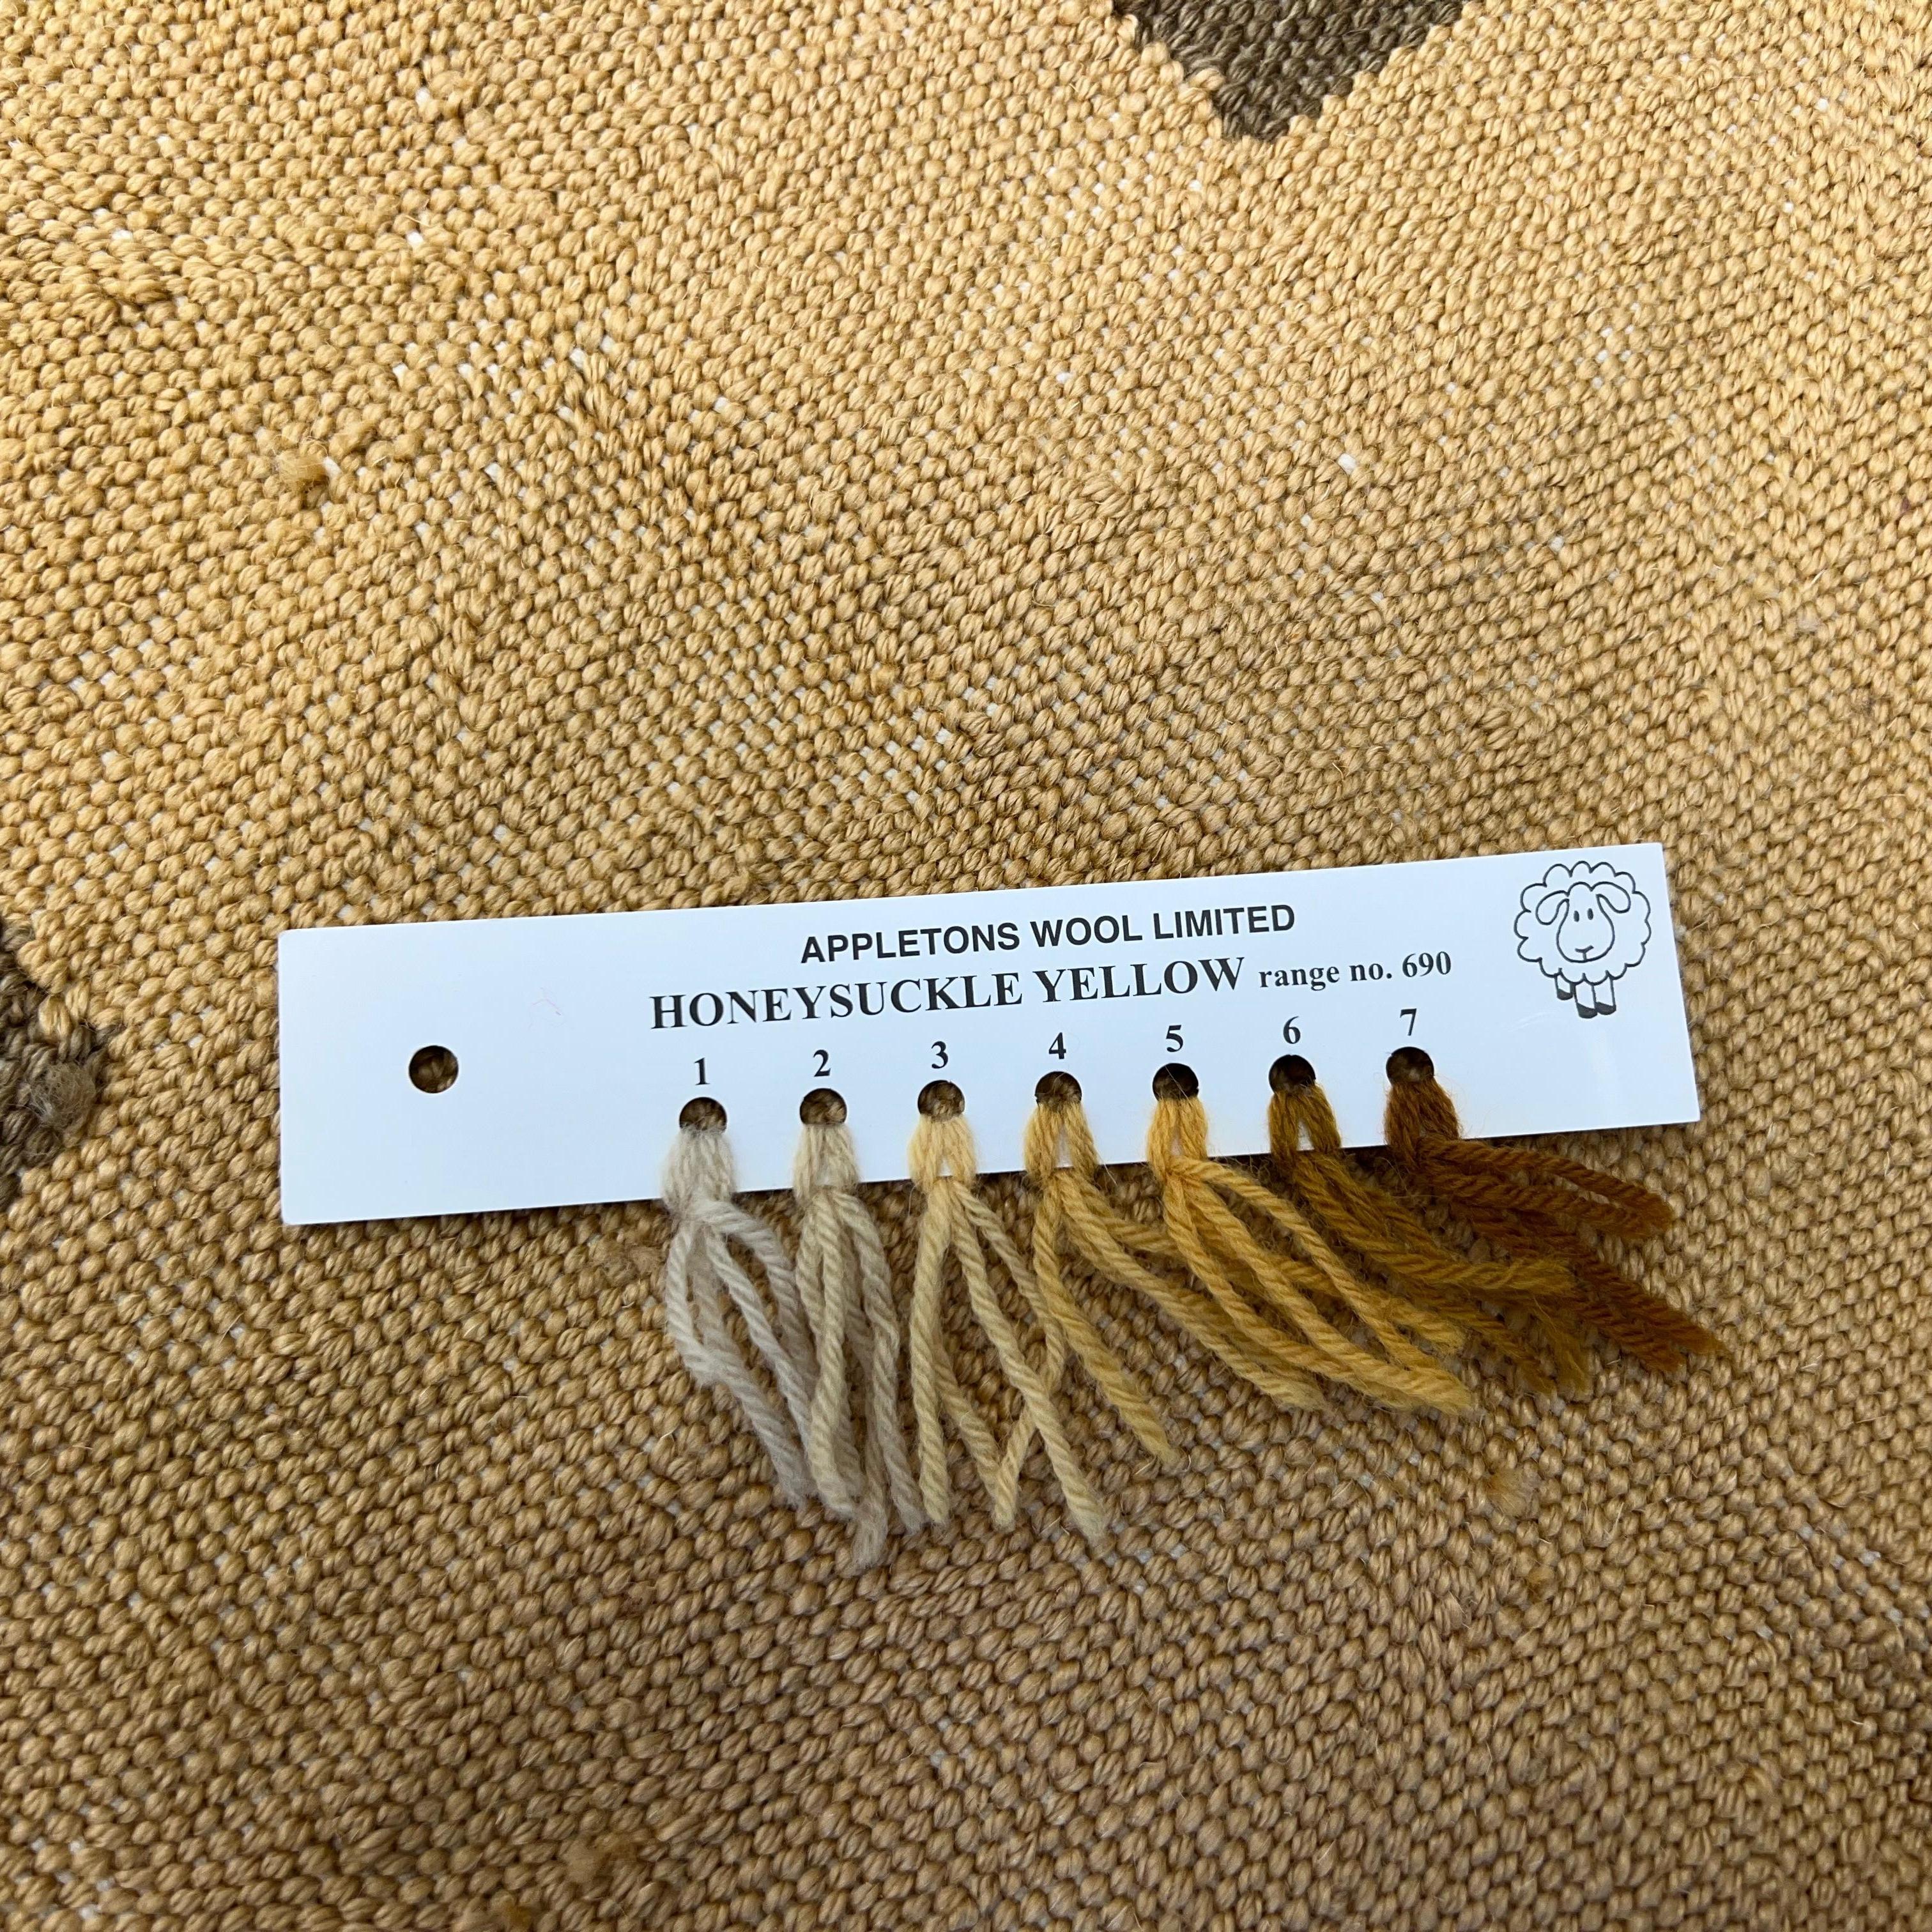 APPLETONS WOOL LIMITED
HONEYSUCKLE YELLOW range no. 690
1 2 3 4 5 6 7